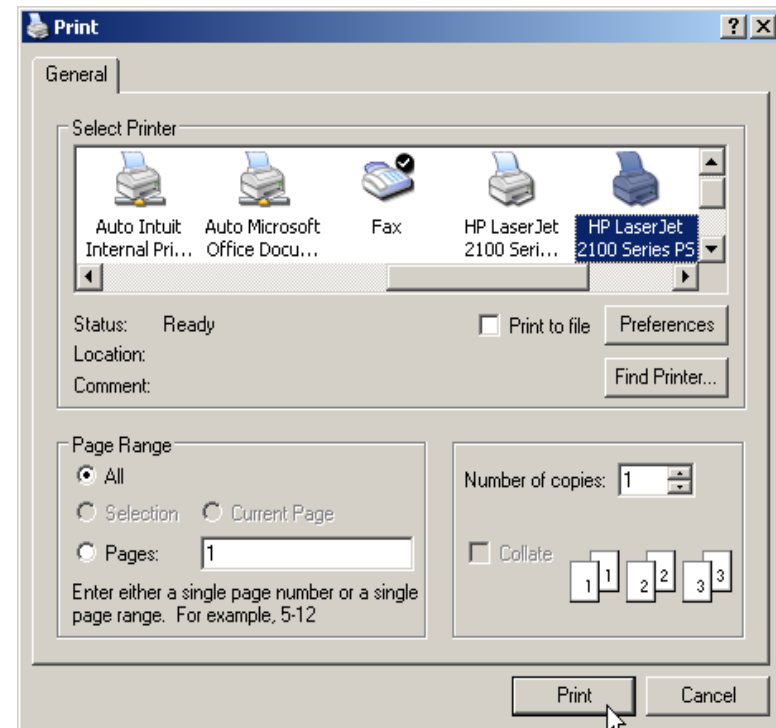 Print
General
Select Printer
Auto Intuit Internal Pri...
Auto Microsoft Office Docu...
Fax
HP LaserJet 2100 Seri...
HP LaserJet 2100 Series PS
Status: Ready
Print to file
Preferences
Location:
Comment:
Find Printer...
Page Range
All
Selection
Current Page
Pages: 1
Enter either a single page number or a single
page range. For example, 5-12
Number of copies: 1
Collate
1 1 2 2 3 3
Print
Cancel